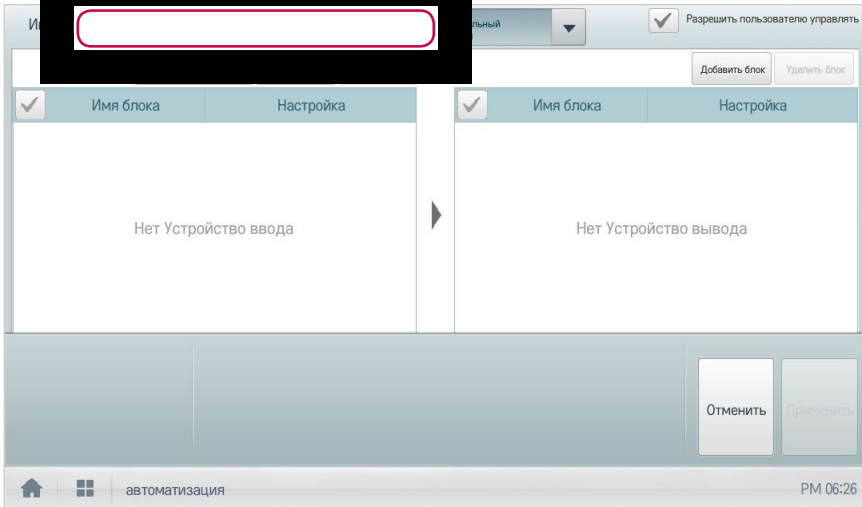 Разрешить пользователю управлять
Добавить блок Удалить блок
Имя блока Настройка Имя блока Настройка
Нет Устройство ввода Нет Устройство вывода
Отменить Применить
автоматизация PM 06:26